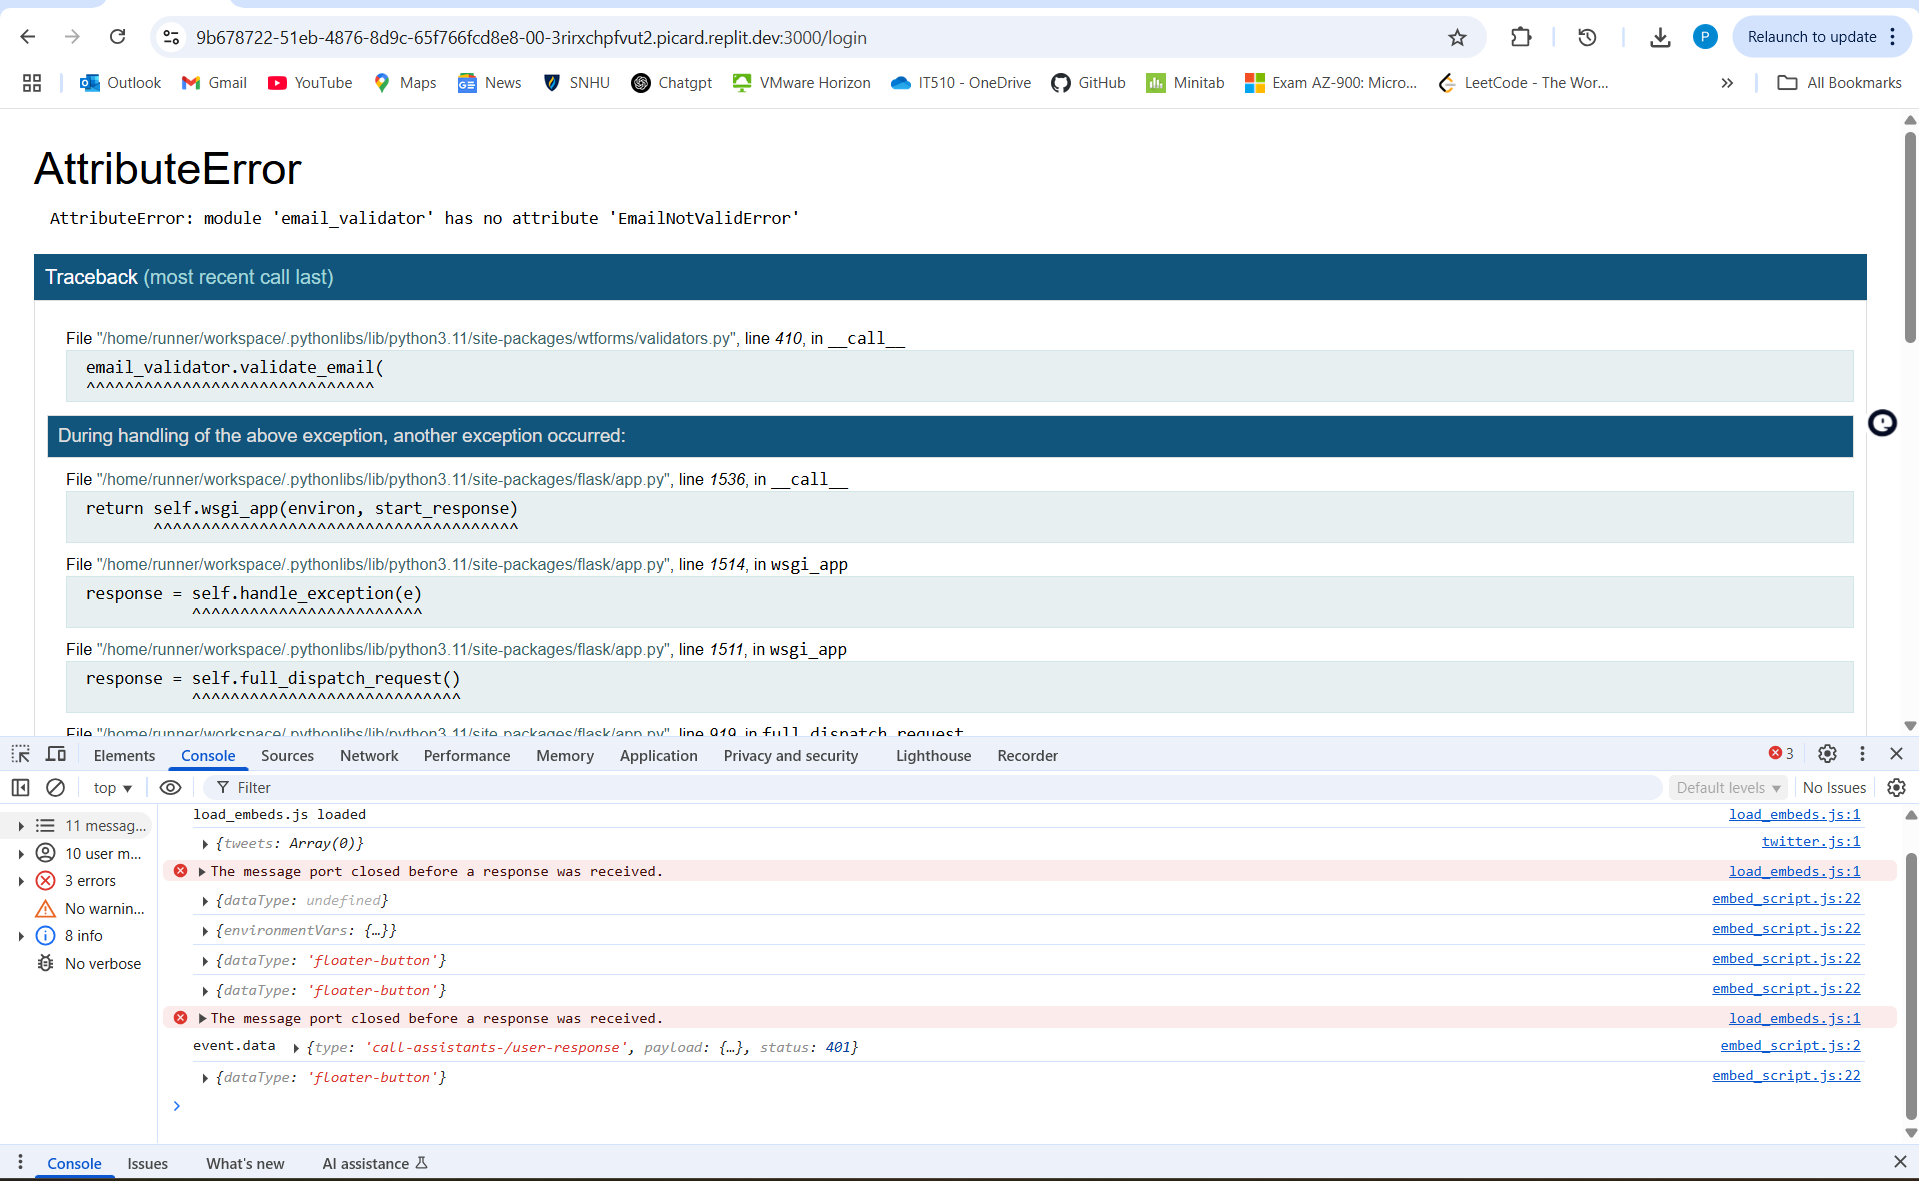 9b678722-51eb-4876-8d9c-65f766fcd8e8-00-3rirxchpfvut2.picard.replit.dev:3000/login
P
Relaunch to update
Outlook
Gmail
YouTube
Maps
News
SNHU
Chatgpt
VMware Horizon
IT510 - OneDrive
GitHub
Minitab
Exam AZ-900: Micro...
LeetCode - The Wor...
»
All Bookmarks
AttributeError
AttributeError: module 'email_validator' has no attribute 'EmailNotValidError'
Traceback (most recent call last)
File "/home/runner/workspace/.pythonlibs/lib/python3.11/site-packages/wtforms/validators.py", line 410, in __call__
email_validator.validate_email(
^^^^^^^^^^^^^^^^^^^^^^^^^^^^^^
During handling of the above exception, another exception occurred:
File "/home/runner/workspace/.pythonlibs/lib/python3.11/site-packages/flask/app.py", line 1536, in __call__
return self.wsgi_app(environ, start_response)
^^^^^^^^^^^^^^^^^^^^^^^^^^^^^^^^^^^^^^
File "/home/runner/workspace/.pythonlibs/lib/python3.11/site-packages/flask/app.py", line 1514, in wsgi_app
response = self.handle_exception(e)
^^^^^^^^^^^^^^^^^^^^^^^^
File "/home/runner/workspace/.pythonlibs/lib/python3.11/site-packages/flask/app.py", line 1511, in wsgi_app
response = self.full_dispatch_request()
^^^^^^^^^^^^^^^^^^^^^^^^^^^^
File "/home/runner/workspace/.pythonlibs/lib/python3.11/site-packages/flask/app.py", line 919, in full_dispatch_request
Elements
Console
Sources
Network
Performance
Memory
Application
Privacy and security
Lighthouse
Recorder
3
top
Filter
Default levels
No Issues
11 messag...
10 user m...
3 errors
No warnin...
8 info
No verbose
load_embeds.js loaded load_embeds.js:1
{tweets: Array(0)} twitter.js:1
The message port closed before a response was received. load_embeds.js:1
{dataType: undefined} embed_script.js:22
{environmentVars: {…}} embed_script.js:22
{dataType: 'floater-button'} embed_script.js:22
{dataType: 'floater-button'} embed_script.js:22
The message port closed before a response was received. load_embeds.js:1
event.data {type: 'call-assistants-/user-response', payload: {…}, status: 401} embed_script.js:2
{dataType: 'floater-button'} embed_script.js:22
Console
Issues
What's new
AI assistance